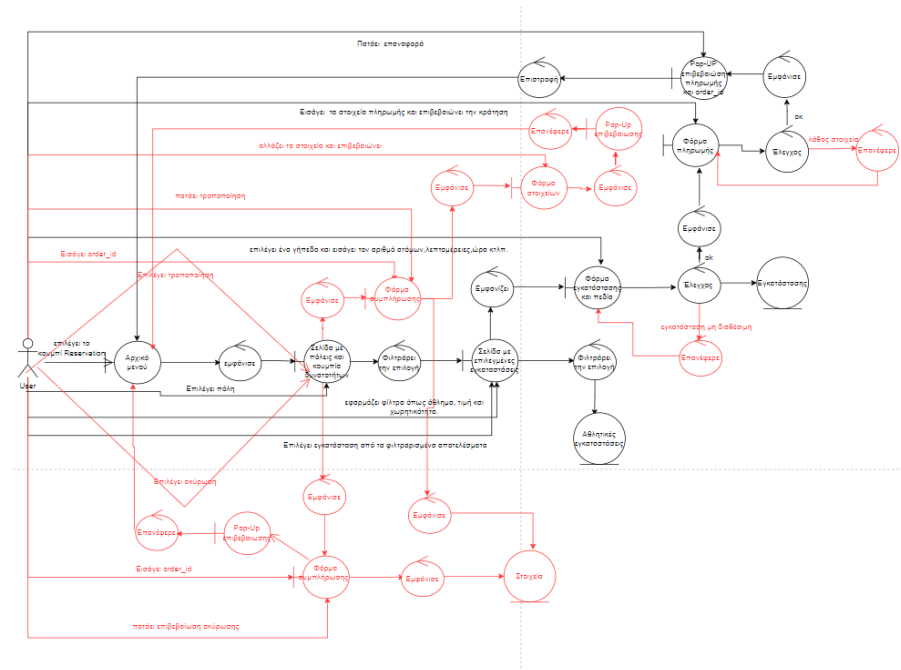 Πατάει επαναφορά
Pop-UP
επιβεβαίωση
πληρωμής
και order_id
Εμφάνισε
Επιστροφή
ok
Εισάγει τα στοιχεία πληρωμής και επιβεβαιώνει την κράτηση
Επανέφερε
Pop-Up
επιβεβαίωσης
Φόρμα
πληρωμής
Έλεγχος
λάθος στοιχεία
Επανέφερε
αλλάζει τα στοιχεία και επιβεβαιώνει
Εμφάνισε
Φόρμα
στοιχείων
Εμφάνισε
πατάει τροποποίηση
Εμφάνισε
επιλέγει ένα γήπεδο και εισάγει τον αριθμό ατόμων,λεπτομέρειες,ώρα κτλπ.
ok
Εισάγει order_id
Επιλέγει τροποποίηση
Εμφάνισε
Φόρμα
συμπλήρωσης
Εμφανίζει
Φόρμα
εγκατάστασης
και πεδία
Έλεγχος
Εγκατάστασης
εγκατάσταση μη διαθέσιμη
Επανέφερε
επιλέγει το
κουμπί Reservation
User
Αρχικό
μενού
εμφάνισε
Σελίδα με
πόλεις και
κουμπία
δυνατοτήτων
Φιλτράρει
την επιλογή
Σελίδα με
επιλεγμένες
εγκαταστάσεις
Φιλτράρει
την επιλογή
Επιλέγει πόλη
εφαρμόζει φίλτρα όπως άθλημα, τιμή και
χωρητικότητα.
Αθλητικές
εγκαταστάσεις
Επιλέγει εγκατάσταση από τα φιλτραρισμένα αποτελέσματα
Επιλέγει ακύρωση
Εμφάνισε
Εμφάνισε
Επανέφερε
Pop-Up
επιβεβαίωσης
Εισάγει order_id
Φόρμα
συμπλήρωσης
Εμφάνισε
Στοιχεία
πατάει επιβεβαίωση ακύρωσης